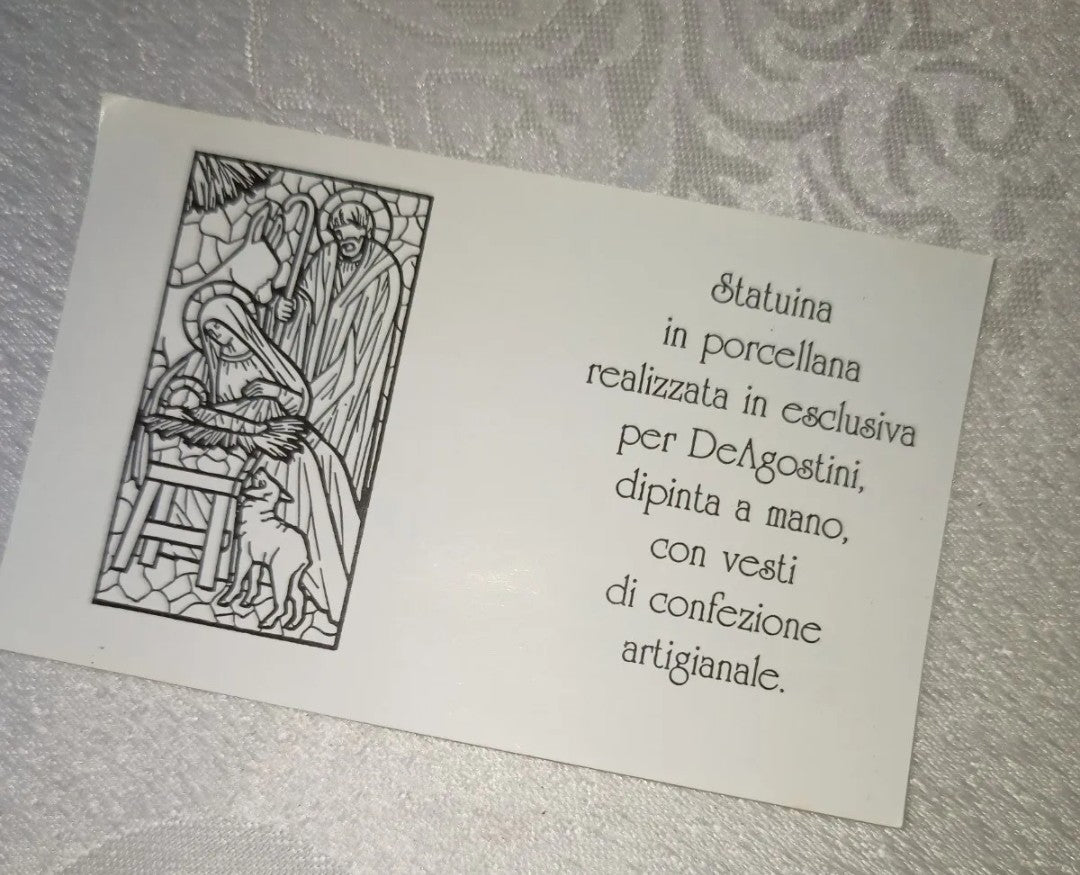 Statuina
in porcellana
realizzata in esclusiva
per DeAgostini,
dipinta a mano,
con vesti
di confezione
artigianale.